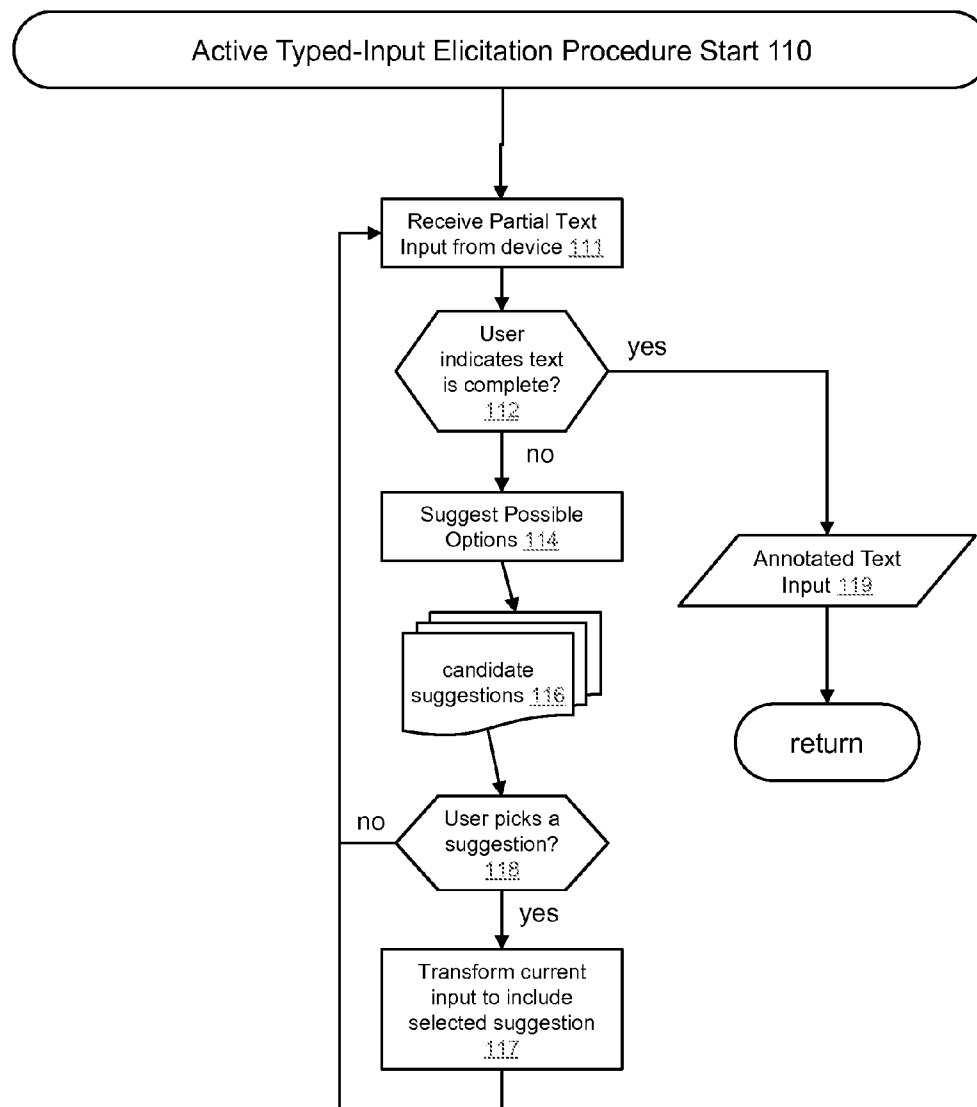 Active Typed-Input Elicitation Procedure Start 110
Receive Partial Text
Input from device 111
User
indicates text
is complete?
112
yes
no
Suggest Possible
Options 114
Annotated Text
Input 119
candidate
suggestions 116
return
User picks a
suggestion?
118
no
yes
Transform current
input to include
selected suggestion
117